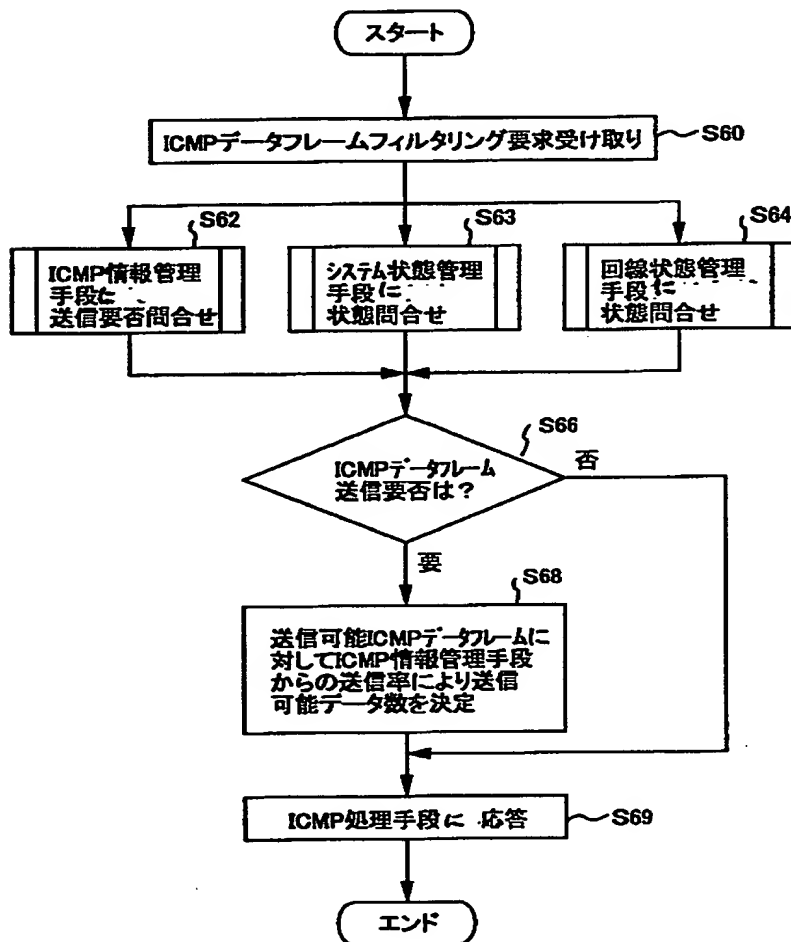 スタート
ICMPデータフレームフィルタリング要求受け取り
S60
S62
ICMP情報管理
手段に
送信要否問合せ
S63
システム状態管理
手段に
状態問合せ
S64
回線状態管理
手段に
状態問合せ
S66
ICMPデータフレーム
送信要否は？
否
要
S68
送信可能ICMPデータフレームに
対してICMP情報管理手段
からの送信率により送信
可能データ数を決定
ICMP処理手段に 応答
S69
エンド